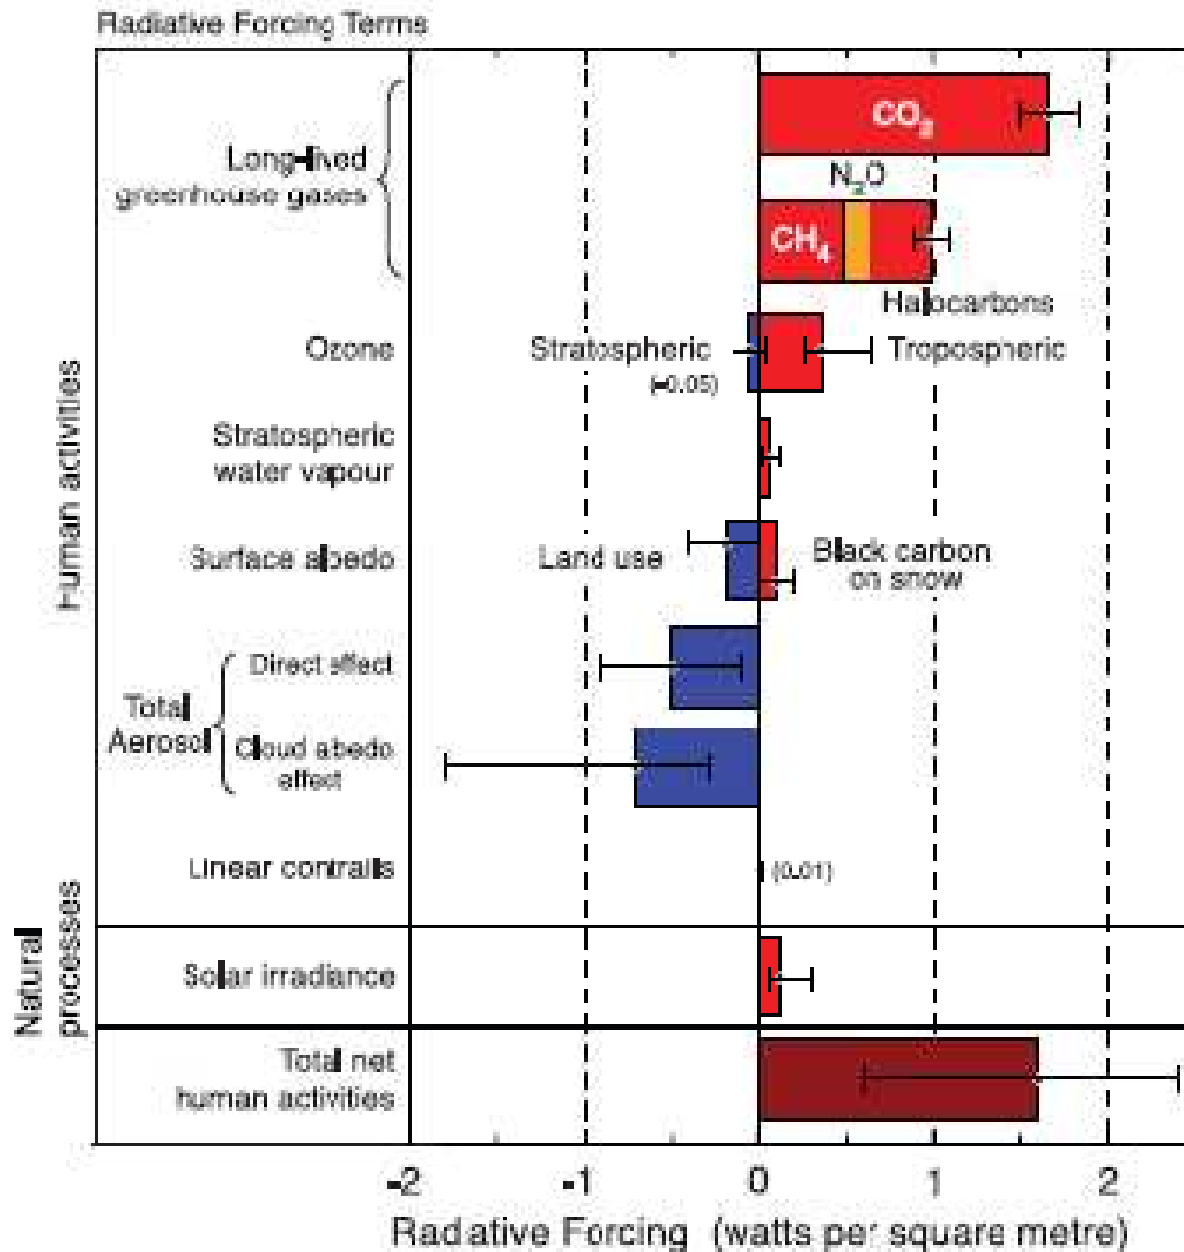 Radiative Forcing Terms
CO2
Long-lived
greenhouse gases
N2O
CH4
Halocarbons
Ozone
Stratospheric
(-0.05)
Tropospheric
Stratospheric
water vapour
Surface albedo
Land use
Black carbon
on snow
Human activities
Total
Aerosol
Direct effect
Cloud abedo
effect
Linear contrails
(0.01)
Natural
processes
Solar irradiance
Total net
human activities
-2 -1 0 1 2
Radiative Forcing (watts per square metre)